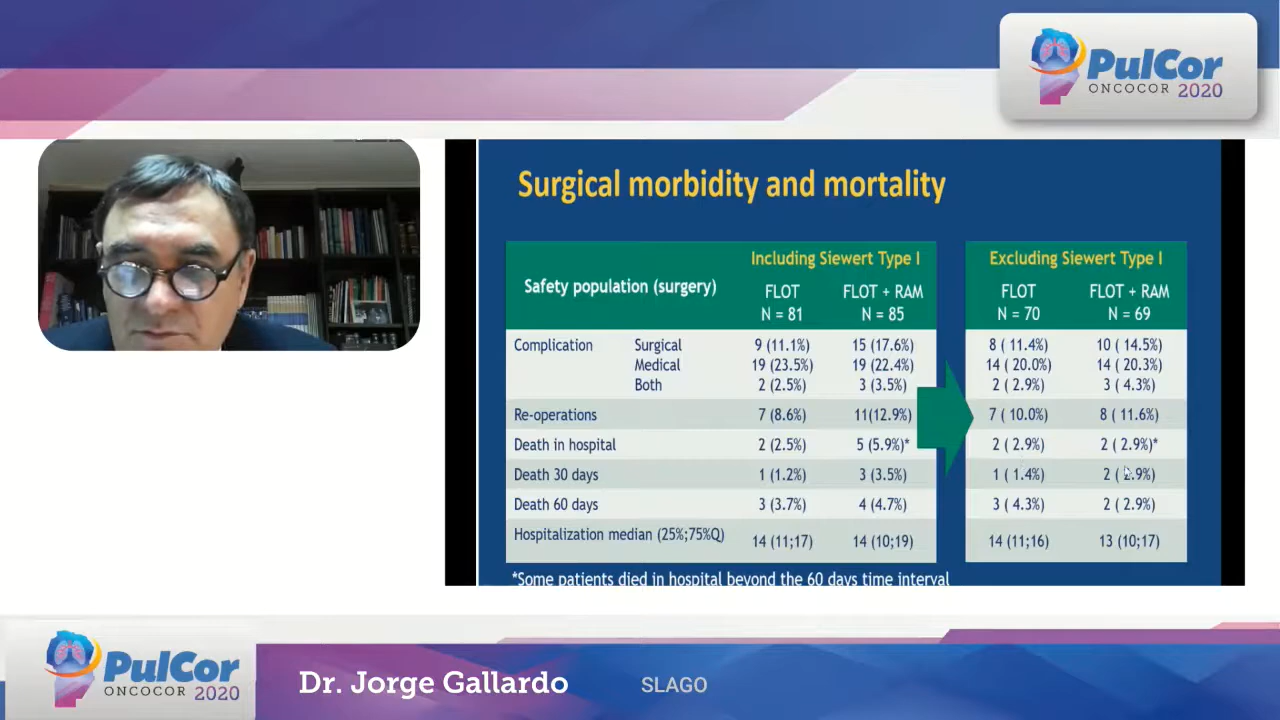 PulCor
ONCOCOR 2020
Surgical morbidity and mortality
Safety population (surgery)
Including Siewert Type I
FLOT FLOT + RAM
N = 81 N = 85
Excluding Siewert Type I
FLOT FLOT + RAM
N = 70 N = 69
Complication Surgical 9 (11.1%) 15 (17.6%) 8 ( 11.4%) 10 ( 14.5%)
Medical 19 (23.5%) 19 (22.4%) 14 ( 20.0%) 14 ( 20.3%)
Both 2 (2.5%) 3 (3.5%) 2 ( 2.9%) 3 ( 4.3%)
Re-operations 7 (8.6%) 11(12.9%) 7 ( 10.0%) 8 ( 11.6%)
Death in hospital 2 (2.5%) 5 (5.9%)* 2 ( 2.9%) 2 ( 2.9%)*
Death 30 days 1 (1.2%) 3 (3.5%) 1 ( 1.4%) 2 ( 2.9%)
Death 60 days 3 (3.7%) 4 (4.7%) 3 ( 4.3%) 2 ( 2.9%)
Hospitalization median (25%;75%Q) 14 (11;17) 14 (10;19) 14 (11;16) 13 (10;17)
*Some patients died in hospital beyond the 60 days time interval
PulCor
ONCOCOR 2020
Dr. Jorge Gallardo SLAGO